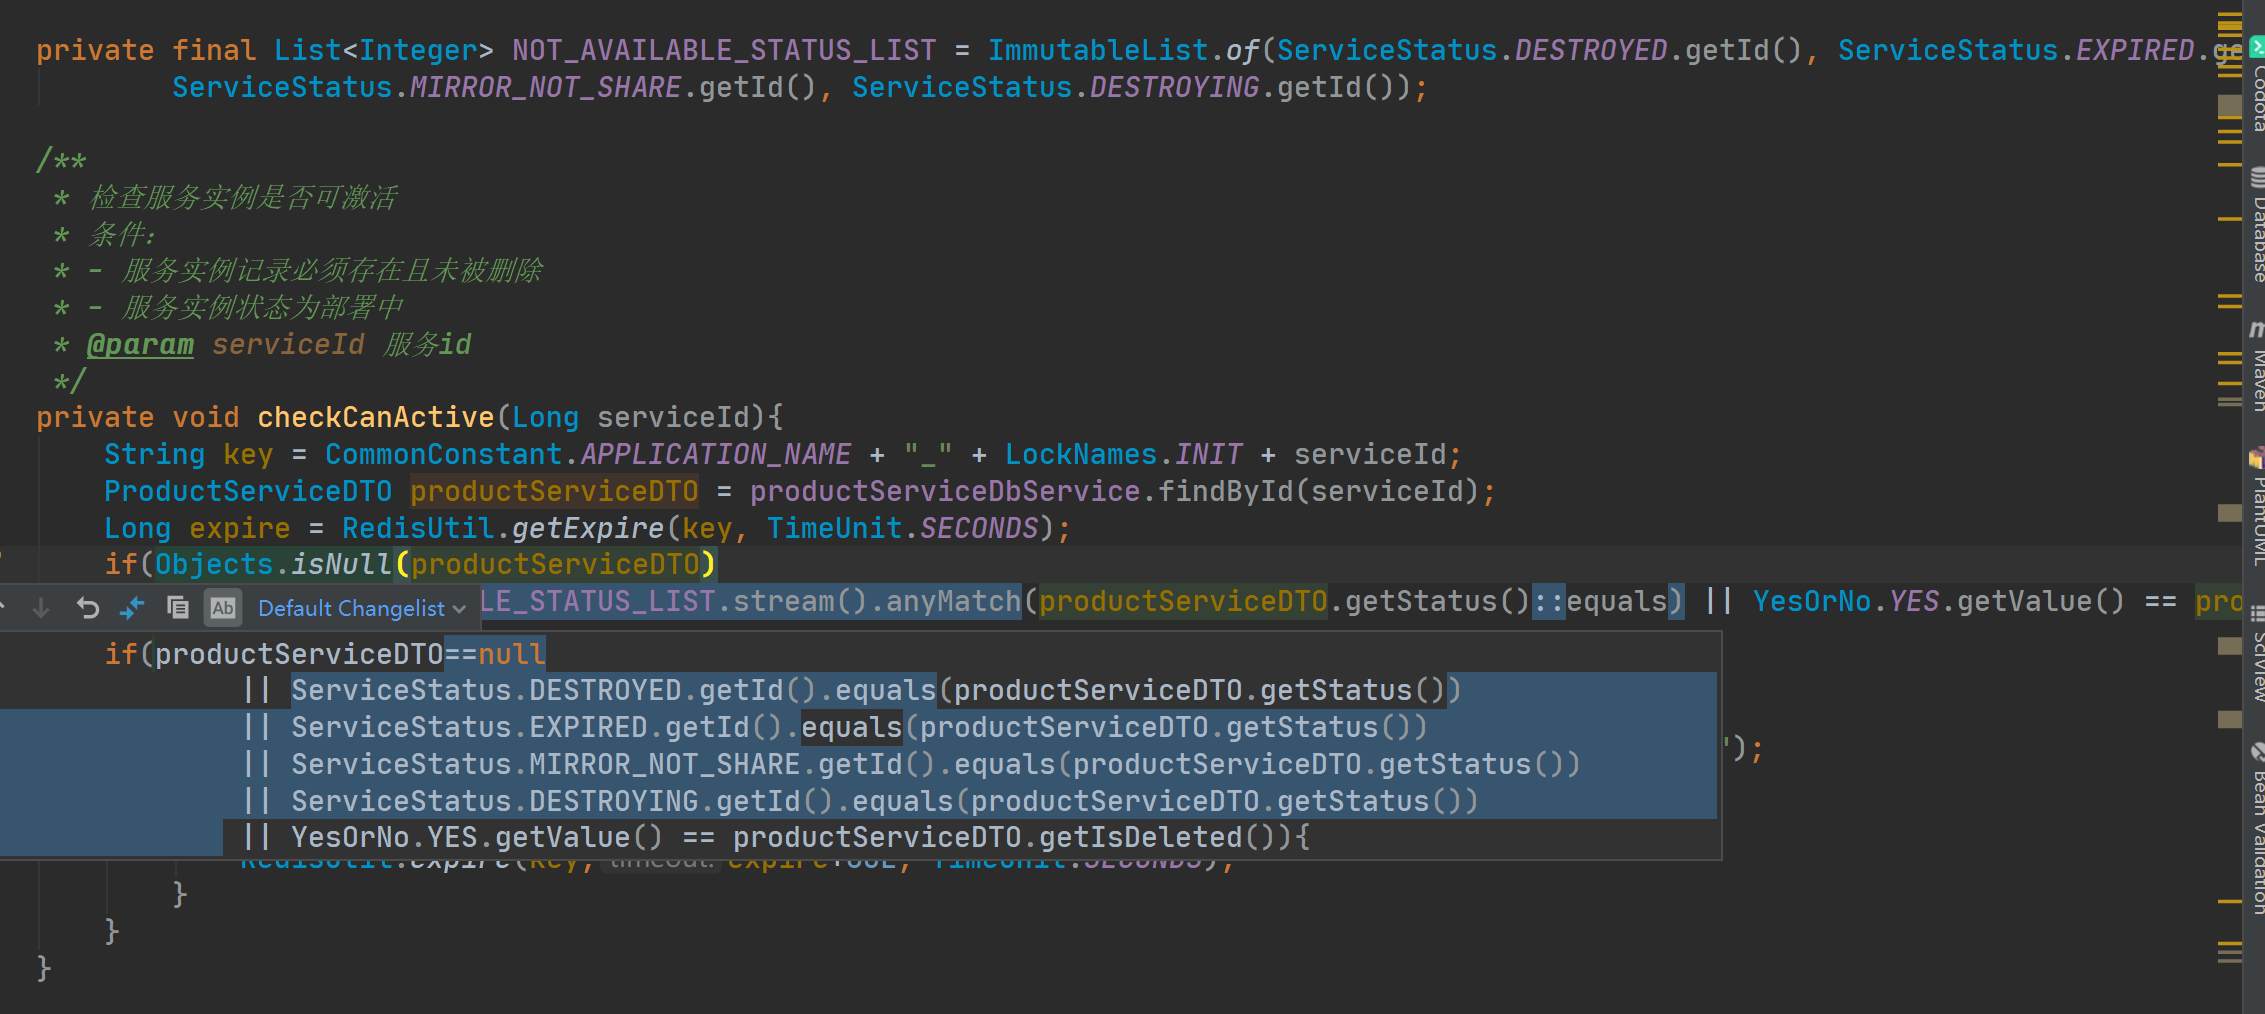 private final List<Integer> NOT_AVAILABLE_STATUS_LIST = ImmutableList.of(ServiceStatus.DESTROYED.getId(), ServiceStatus.EXPIRED.ge
ServiceStatus.MIRROR_NOT_SHARE.getId(), ServiceStatus.DESTROYING.getId());
/**
* 检查服务实例是否可激活
* 条件:
* - 服务实例记录必须存在且未被删除
* - 服务实例状态为部署中
* @param serviceId 服务id
*/
private void checkCanActive(Long serviceId){
String key = CommonConstant.APPLICATION_NAME + "_" + LockNames.INIT + serviceId;
ProductServiceDTO productServiceDTO = productServiceDbService.findById(serviceId);
Long expire = RedisUtil.getExpire(key, TimeUnit.SECONDS);
if(Objects.isNull(productServiceDTO)
Ab Default Changelist
LE_STATUS_LIST.stream().anyMatch(productServiceDTO.getStatus()::equals) || YesOrNo.YES.getValue() == pro
if(productServiceDTO==null
|| ServiceStatus.DESTROYED.getId().equals(productServiceDTO.getStatus())
|| ServiceStatus.EXPIRED.getId().equals(productServiceDTO.getStatus())
|| ServiceStatus.MIRROR_NOT_SHARE.getId().equals(productServiceDTO.getStatus())
|| ServiceStatus.DESTROYING.getId().equals(productServiceDTO.getStatus())
|| YesOrNo.YES.getValue() == productServiceDTO.getIsDeleted()){
');
RedisUtil.expire(key, timeOut: expire+ TimeUnit.SECONDS);
}
}
}
Codota
Database
Maven
PlantUML
SciView
Bean Validation